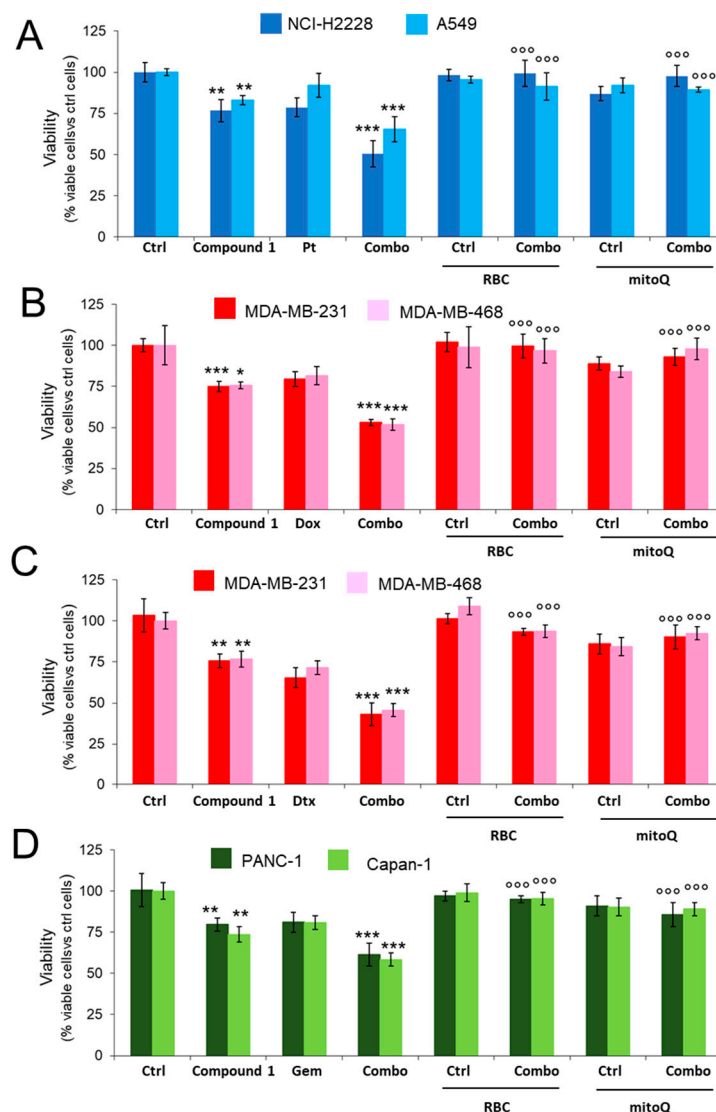 A
NCI-H2228 A549
Viability
(% viable cellsvs ctrl cells)
125
100
75
50
25
0
** ** *** *** °°° °°° °°° °°°
Ctrl Compound 1 Pt Combo Ctrl Combo Ctrl Combo
RBC mitoQ
B
MDA-MB-231 MDA-MB-468
Viability
(% viable cellsvs ctrl cells)
125
100
75
50
25
0
*** * *** *** °°° °°° °°° °°°
Ctrl Compound 1 Dox Combo Ctrl Combo Ctrl Combo
RBC mitoQ
C
MDA-MB-231 MDA-MB-468
Viability
(% viable cellsvs ctrl cells)
125
100
75
50
25
0
** ** *** *** °°° °°° °°° °°°
Ctrl Compound 1 Dtx Combo Ctrl Combo Ctrl Combo
RBC mitoQ
D
PANC-1 Capan-1
Viability
(% viable cellsvs ctrl cells)
125
100
75
50
25
0
** ** *** *** °°° °°° °°° °°°
Ctrl Compound 1 Gem Combo Ctrl Combo Ctrl Combo
RBC mitoQ